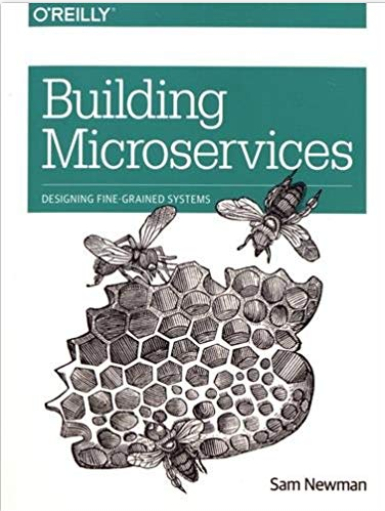 O'REILLY®
Building
Microservices
DESIGNING FINE-GRAINED SYSTEMS
Sam Newman